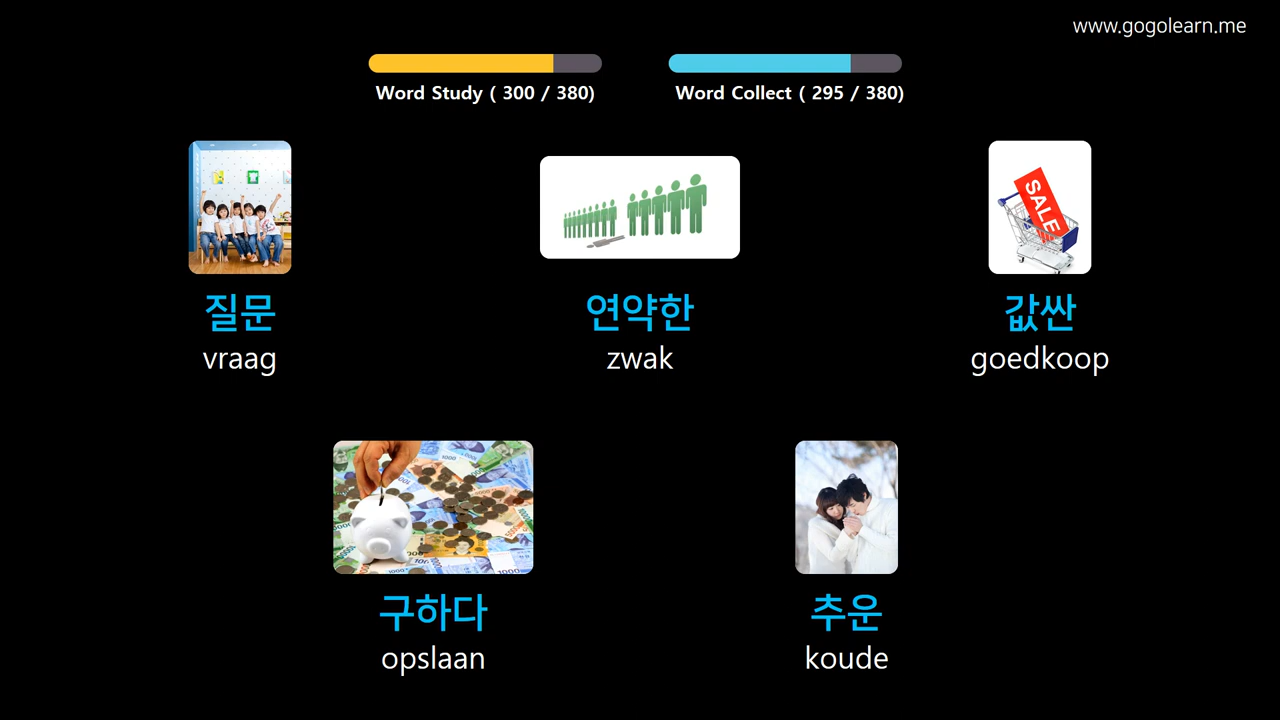 www.gogolearn.me
Word Study ( 300 / 380)
Word Collect ( 295 / 380)
SALE
질문
vraag
연약한
zwak
값싼
goedkoop
구하다
opslaan
추운
koude